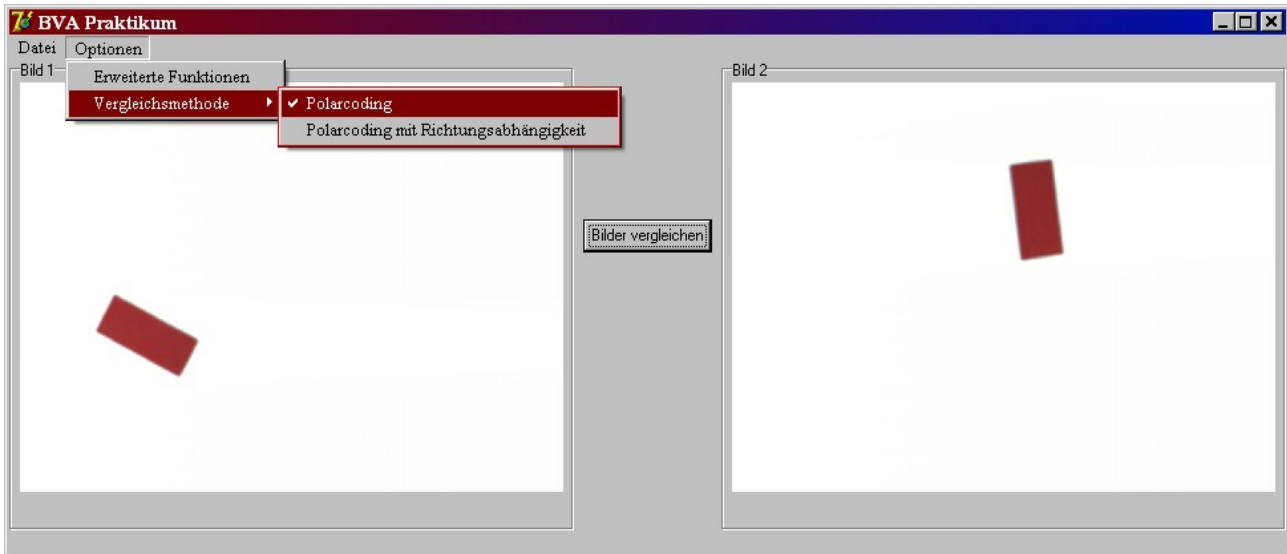 BVA Praktikum
Datei Optionen
Bild 1
Erweiterte Funktionen
Vergleichsmethode
Polarcoding
Polarcoding mit Richtungsabhängigkeit
Bilder vergleichen
Bild 2